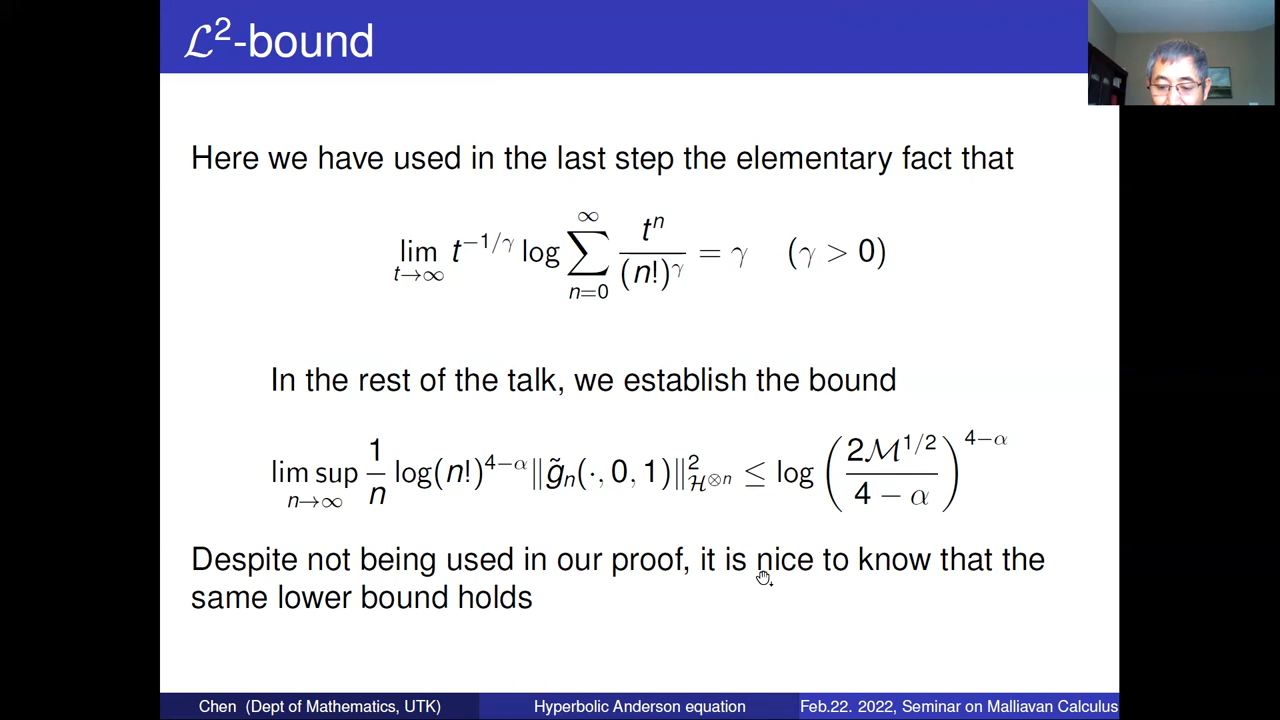 ℒ²-bound
Here we have used in the last step the elementary fact that
lim_{t→∞} t^{−1/γ} log ∑_{n=0}^{∞} tⁿ/(n!)^γ = γ (γ > 0)
In the rest of the talk, we establish the bound
lim sup_{n→∞} 1/n log(n!)^{4−α} ‖g̃ₙ(·, 0, 1)‖²_{ℋ^{⊗n}} ≤ log (2ℳ^{1/2}/(4 − α))^{4−α}
Despite not being used in our proof, it is nice to know that the
same lower bound holds
Chen (Dept of Mathematics, UTK) Hyperbolic Anderson equation Feb.22. 2022, Seminar on Malliavan Calculus